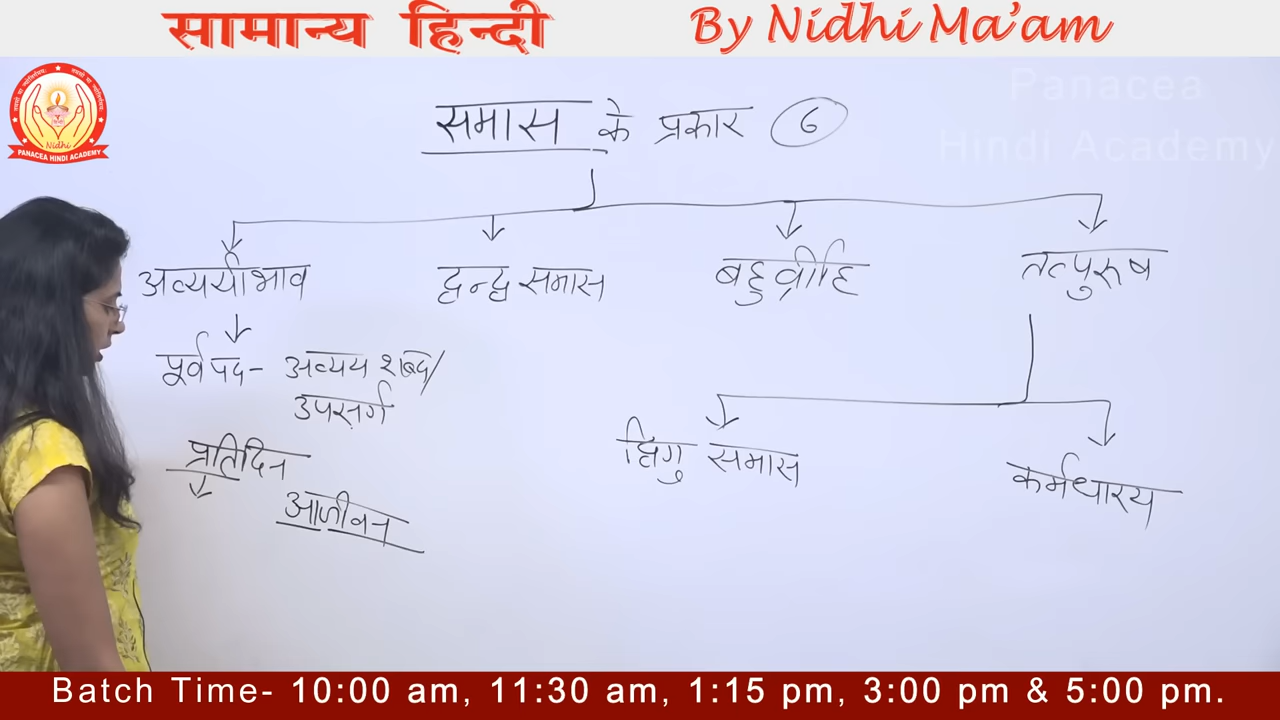 सामान्य हिन्दी By Nidhi Ma'am
Panacea
Hindi Academy
Nidhi
PANACEA HINDI ACADEMY
समास के प्रकार 6
अव्ययीभाव द्वन्द्व समास बहुव्रीहि तत्पुरूष
पूर्वपद- अव्यय शब्द/
उपसर्ग
प्रतिदिन
आजीवन
द्विगु समास कर्मधारय
Batch Time- 10:00 am, 11:30 am, 1:15 pm, 3:00 pm & 5:00 pm.